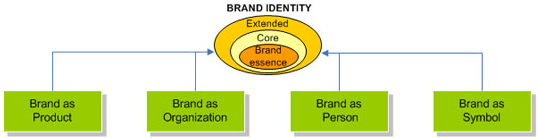 BRAND IDENTITY
Extended
Core
Brand
essence
Brand as
Product
Brand as
Organization
Brand as
Person
Brand as
Symbol